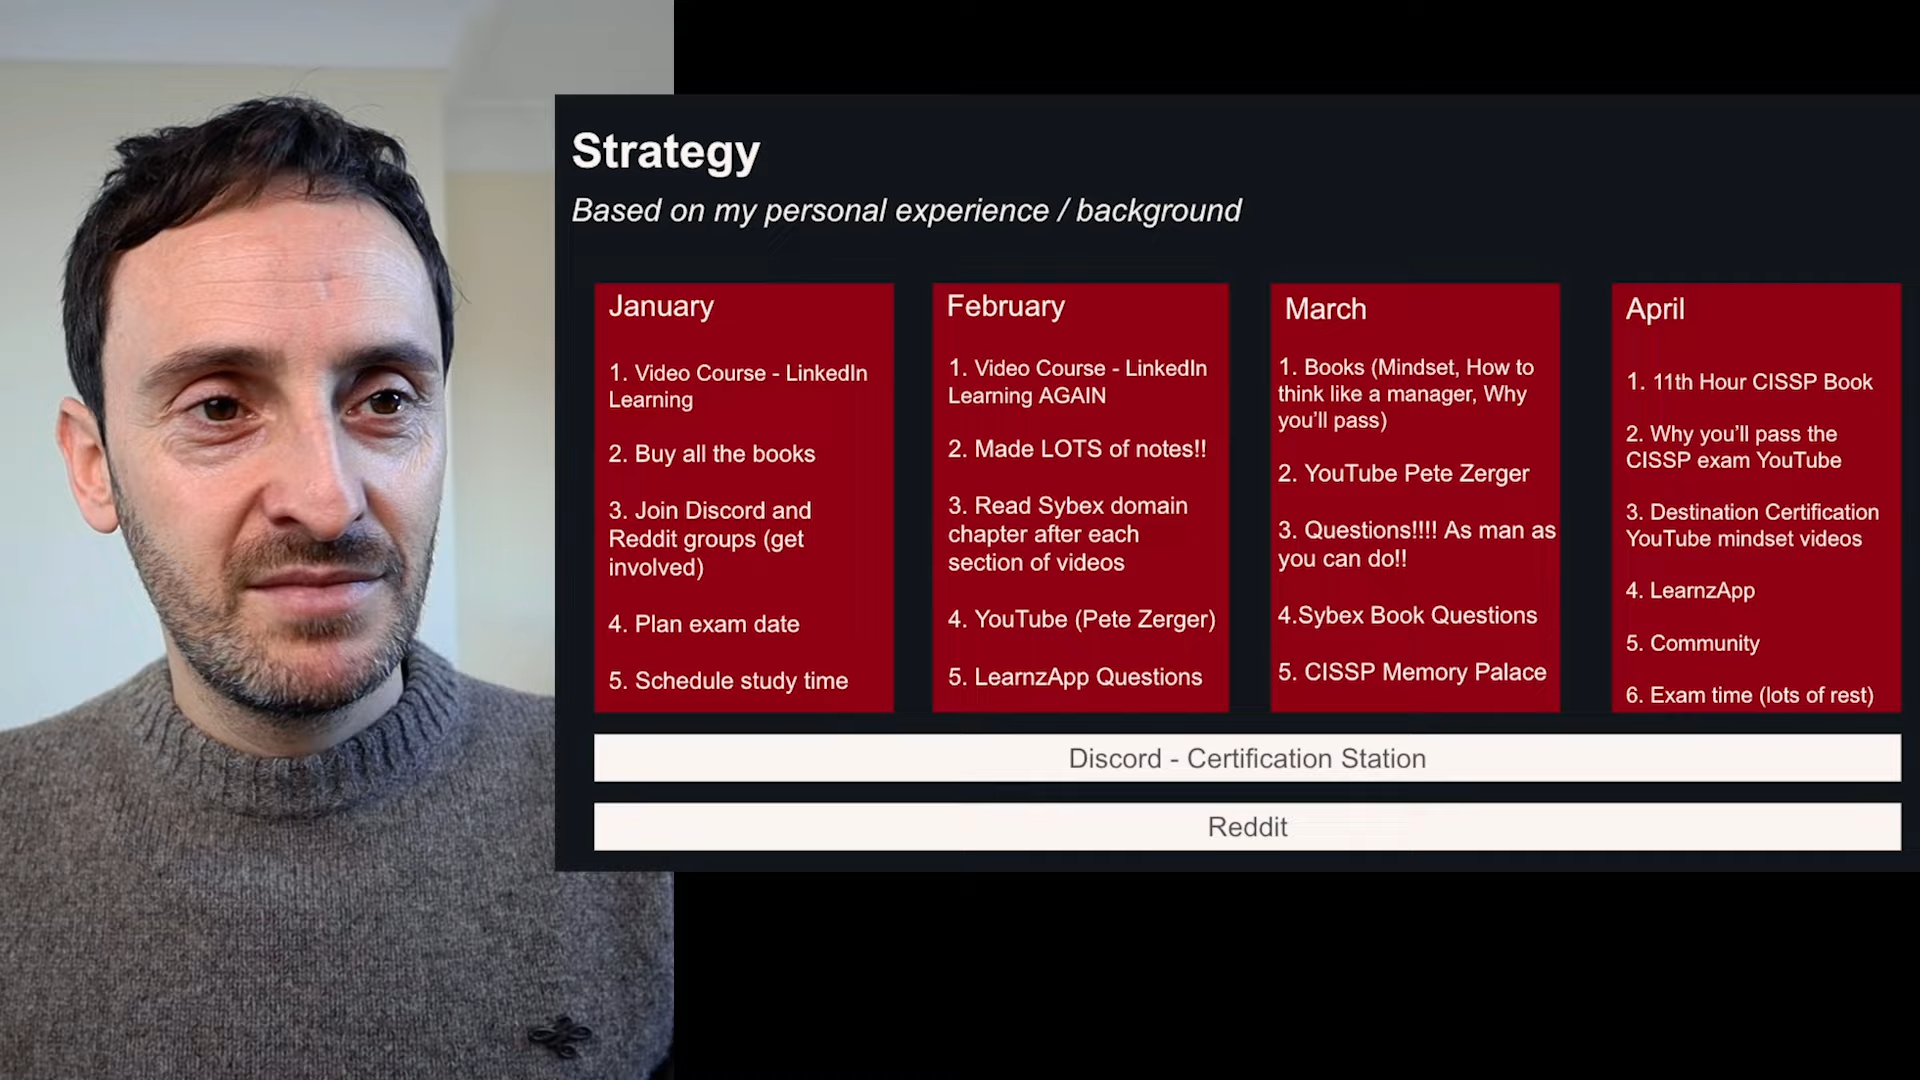 Strategy
Based on my personal experience / background
January
1. Video Course - LinkedIn
Learning
2. Buy all the books
3. Join Discord and
Reddit groups (get
involved)
4. Plan exam date
5. Schedule study time
February
1. Video Course - LinkedIn
Learning AGAIN
2. Made LOTS of notes!!
3. Read Sybex domain
chapter after each
section of videos
4. YouTube (Pete Zerger)
5. LearnzApp Questions
March
1. Books (Mindset, How to
think like a manager, Why
you’ll pass)
2. YouTube Pete Zerger
3. Questions!!!! As man as
you can do!!
4.Sybex Book Questions
5. CISSP Memory Palace
April
1. 11th Hour CISSP Book
2. Why you’ll pass the
CISSP exam YouTube
3. Destination Certification
YouTube mindset videos
4. LearnzApp
5. Community
6. Exam time (lots of rest)
Discord - Certification Station
Reddit